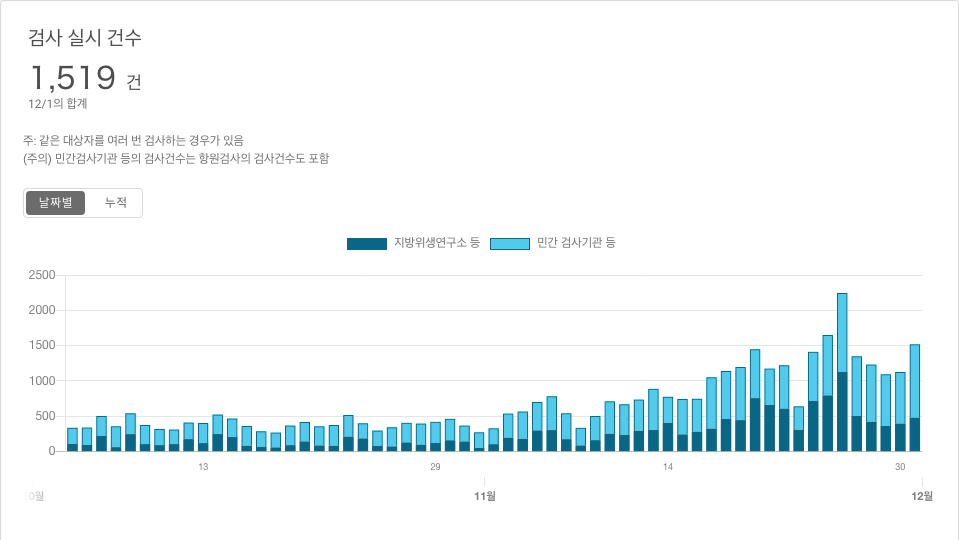 검사 실시 건수
1,519 건
12/1의 합계
주: 같은 대상자를 여러 번 검사하는 경우가 있음
(주의) 민간검사기관 등의 검사건수는 항원검사의 검사건수도 포함
날짜별 누적
지방위생연구소 등 민간 검사기관 등
2500
2000
1500
1000
500
0
13 29 14 30
0월 11월 12월